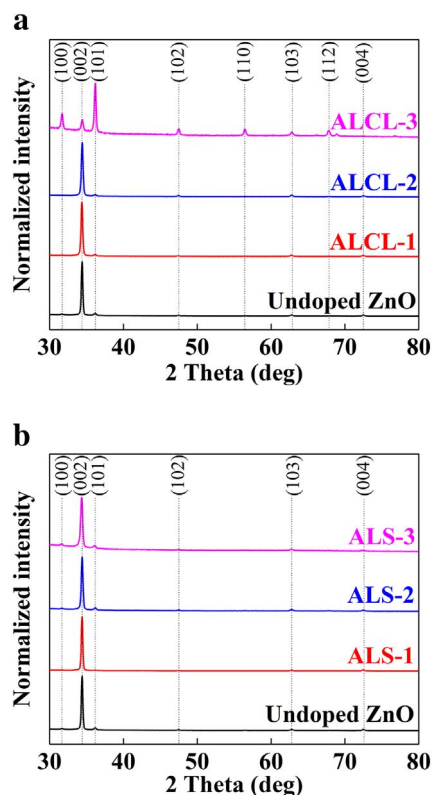 a
(100)
(002)
(101)
(102)
(110)
(103)
(112)
(004)
Normalized intensity
ALCL-3
ALCL-2
ALCL-1
Undoped ZnO
30 40 50 60 70 80
2 Theta (deg)
b
(100)
(002)
(101)
(102)
(103)
(004)
Normalized intensity
ALS-3
ALS-2
ALS-1
Undoped ZnO
30 40 50 60 70 80
2 Theta (deg)